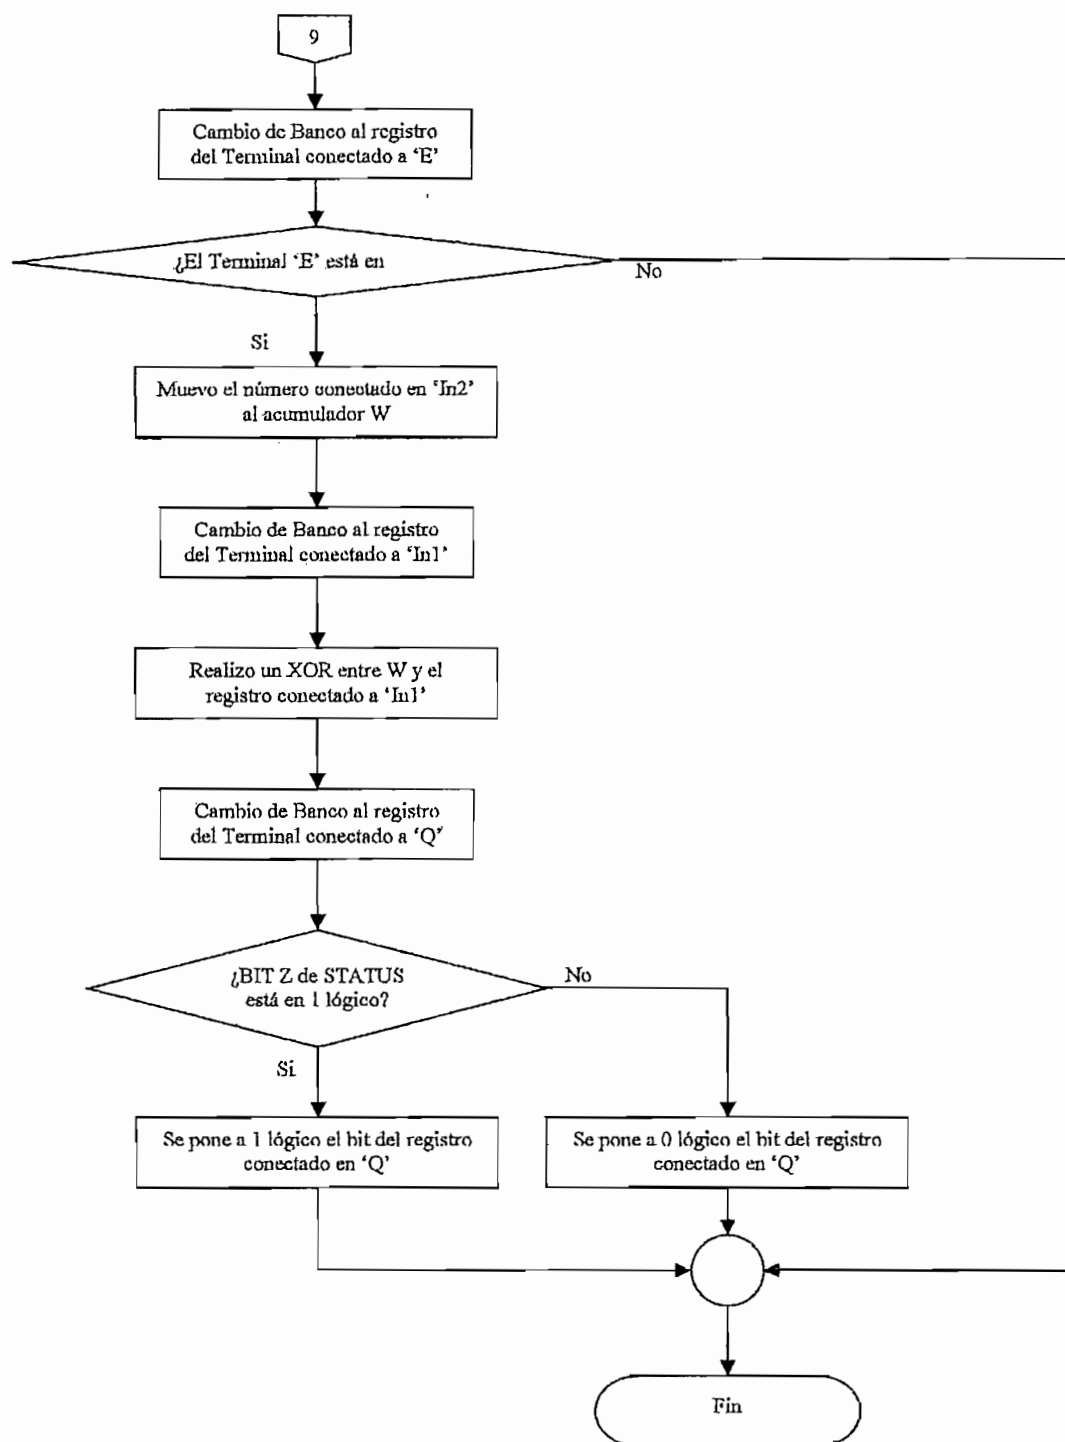 9
Cambio de Banco al registro
del Terminal conectado a ‘E’
¿El Terminal ‘E’ está en
No
Si
Muevo el número conectado en ‘In2’
al acumulador W
Cambio de Banco al registro
del Terminal conectado a ‘In1’
Realizo un XOR entre W y el
registro conectado a ‘In1’
Cambio de Banco al registro
del Terminal conectado a ‘Q’
¿BIT Z de STATUS
está en 1 lógico?
No
Si
Se pone a 1 lógico el bit del registro
conectado en ‘Q’
Se pone a 0 lógico el bit del registro
conectado en ‘Q’
Fin